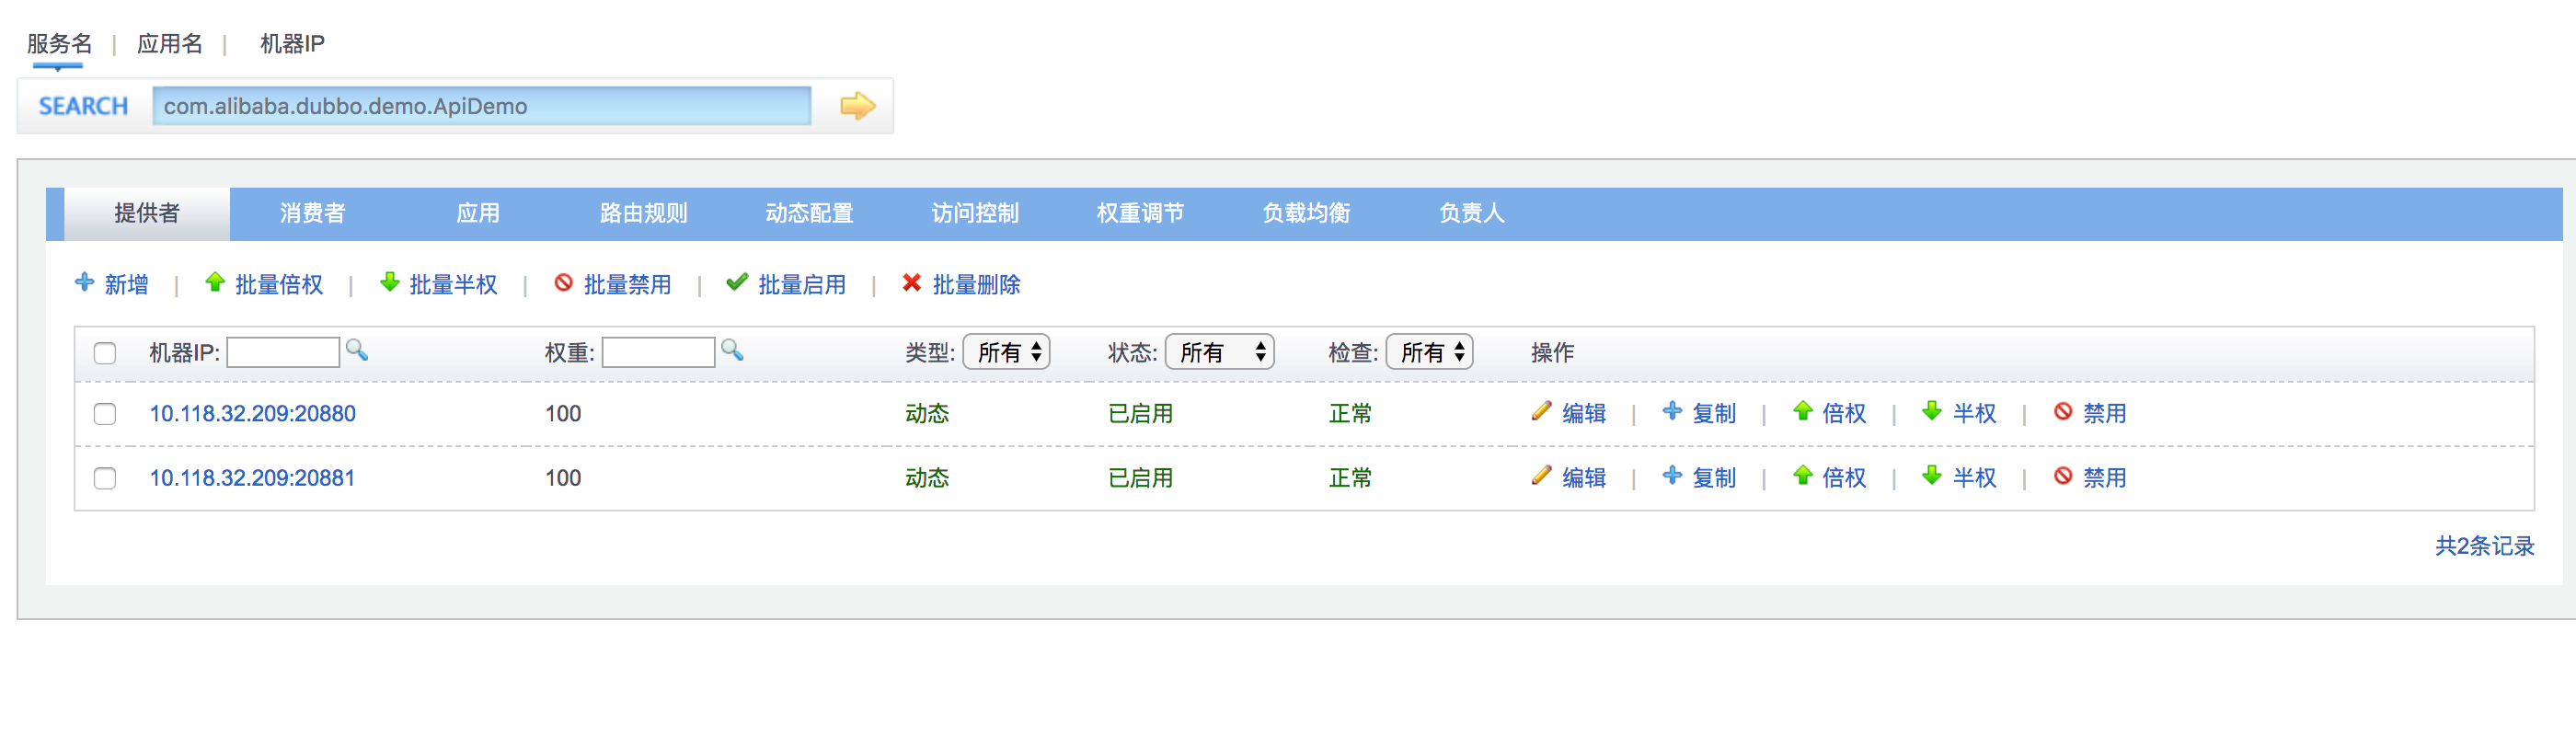 服务名 | 应用名 | 机器IP
SEARCH com.alibaba.dubbo.demo.ApiDemo
提供者 消费者 应用 路由规则 动态配置 访问控制 权重调节 负载均衡 负责人
新增 | 批量倍权 | 批量半权 | 批量禁用 | 批量启用 | 批量删除
机器IP: 权重: 类型: 所有 状态: 所有 检查: 所有 操作
10.118.32.209:20880 100 动态 已启用 正常 编辑 | 复制 | 倍权 | 半权 | 禁用
10.118.32.209:20881 100 动态 已启用 正常 编辑 | 复制 | 倍权 | 半权 | 禁用
共2条记录